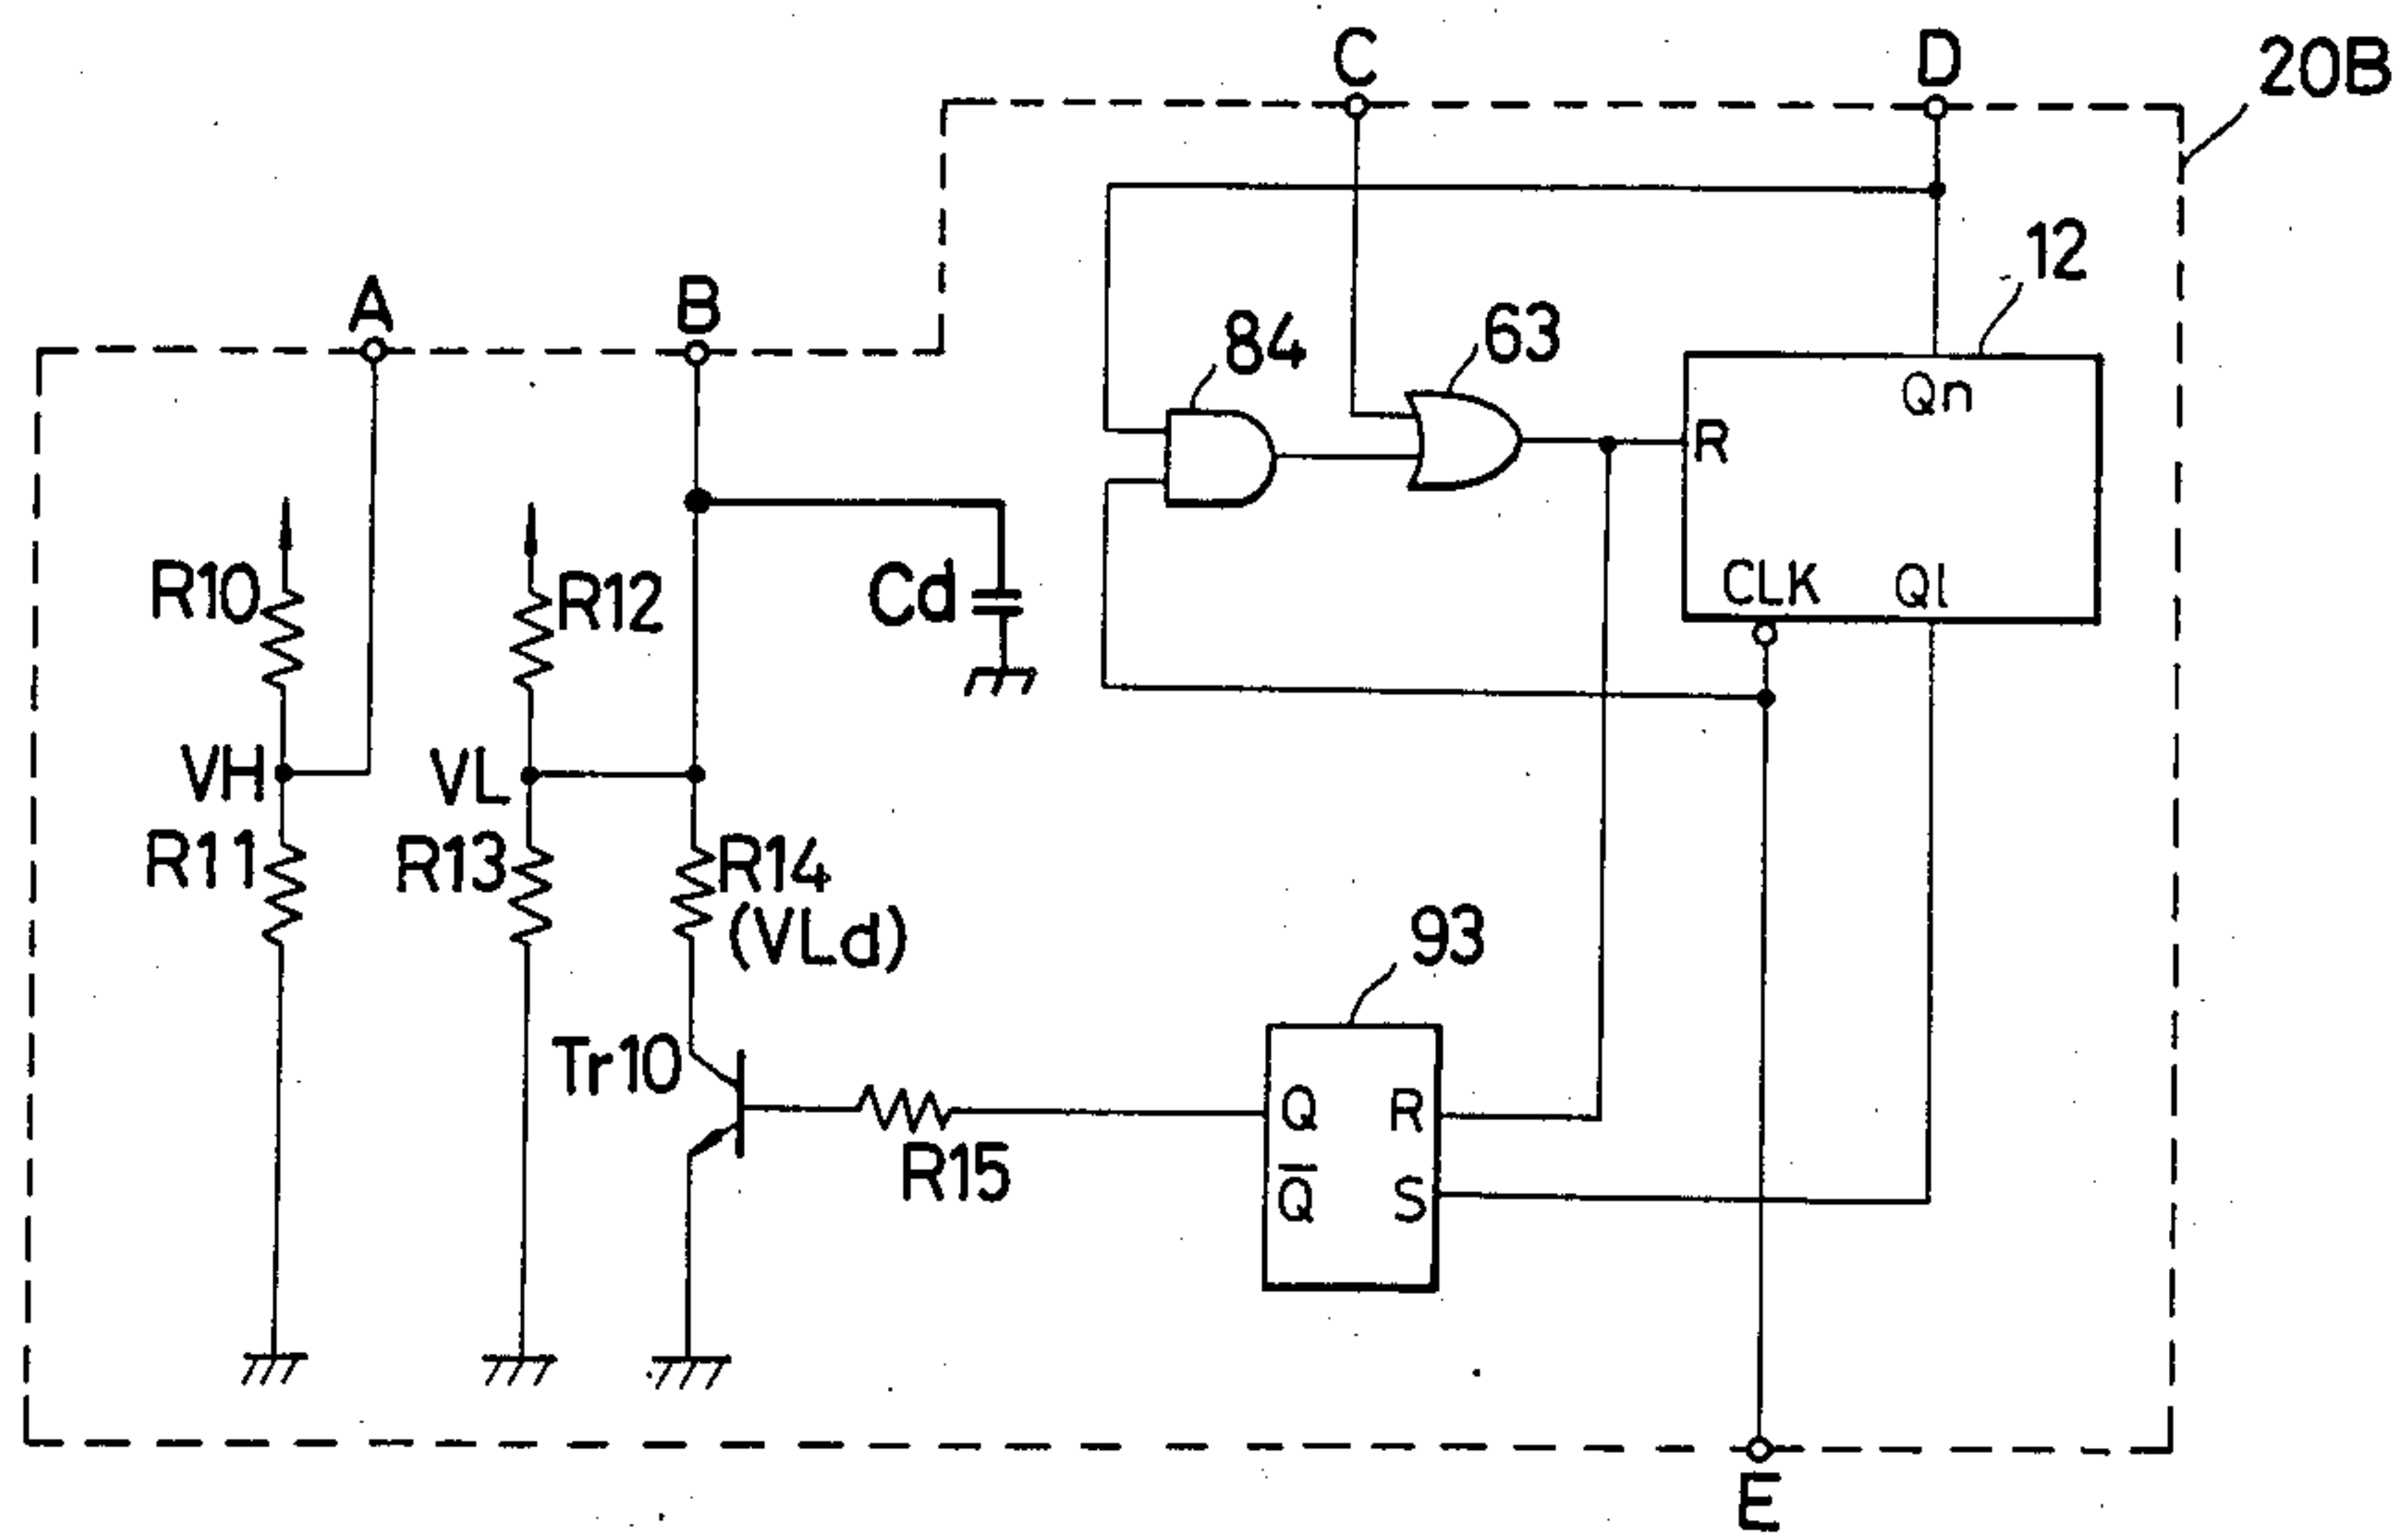 C
D
20B
12
A
B
84
63
Qn
R
R10
R12
Cd
CLK
Ql
VH
VL
R11
R13
R14
(VLd)
93
Tr10
Q
R
R15
Q̅
S
E